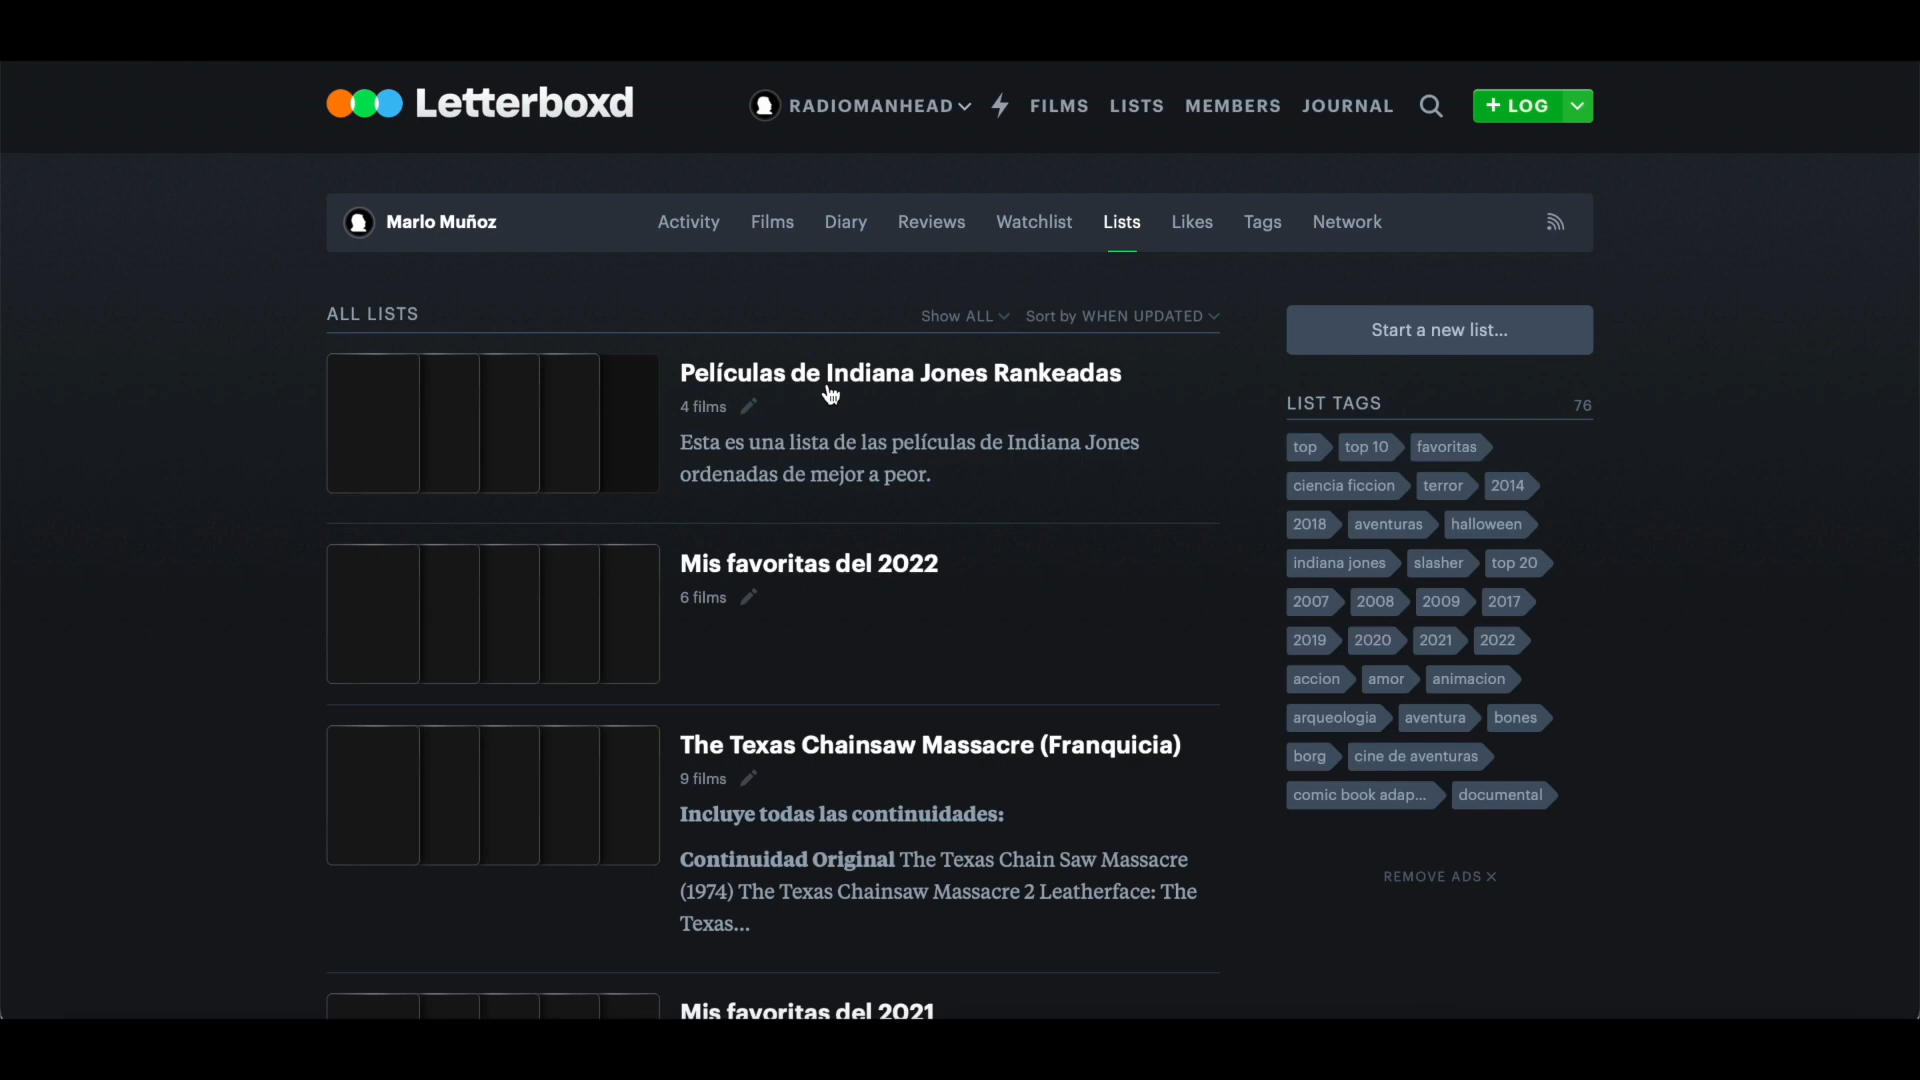 Letterboxd
RADIOMANHEAD FILMS LISTS MEMBERS JOURNAL + LOG
Marlo Muñoz Activity Films Diary Reviews Watchlist Lists Likes Tags Network
ALL LISTS Show ALL Sort by WHEN UPDATED
Películas de Indiana Jones Rankeadas
4 films
Esta es una lista de las películas de Indiana Jones
ordenadas de mejor a peor.
Mis favoritas del 2022
6 films
The Texas Chainsaw Massacre (Franquicia)
9 films
Incluye todas las continuidades:
Continuidad Original The Texas Chain Saw Massacre
(1974) The Texas Chainsaw Massacre 2 Leatherface: The
Texas...
Mis favoritas del 2021
Start a new list...
LIST TAGS 76
top top 10 favoritas
ciencia ficcion terror 2014
2018 aventuras halloween
indiana jones slasher top 20
2007 2008 2009 2017
2019 2020 2021 2022
accion amor animacion
arqueologia aventura bones
borg cine de aventuras
comic book adap... documental
REMOVE ADS X